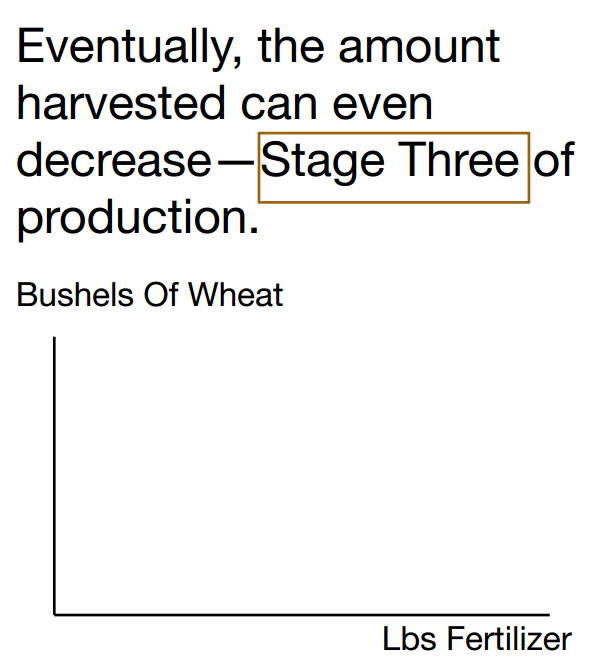 Eventually, the amount
harvested can even
decrease—Stage Three of
production.
Bushels Of Wheat
Lbs Fertilizer